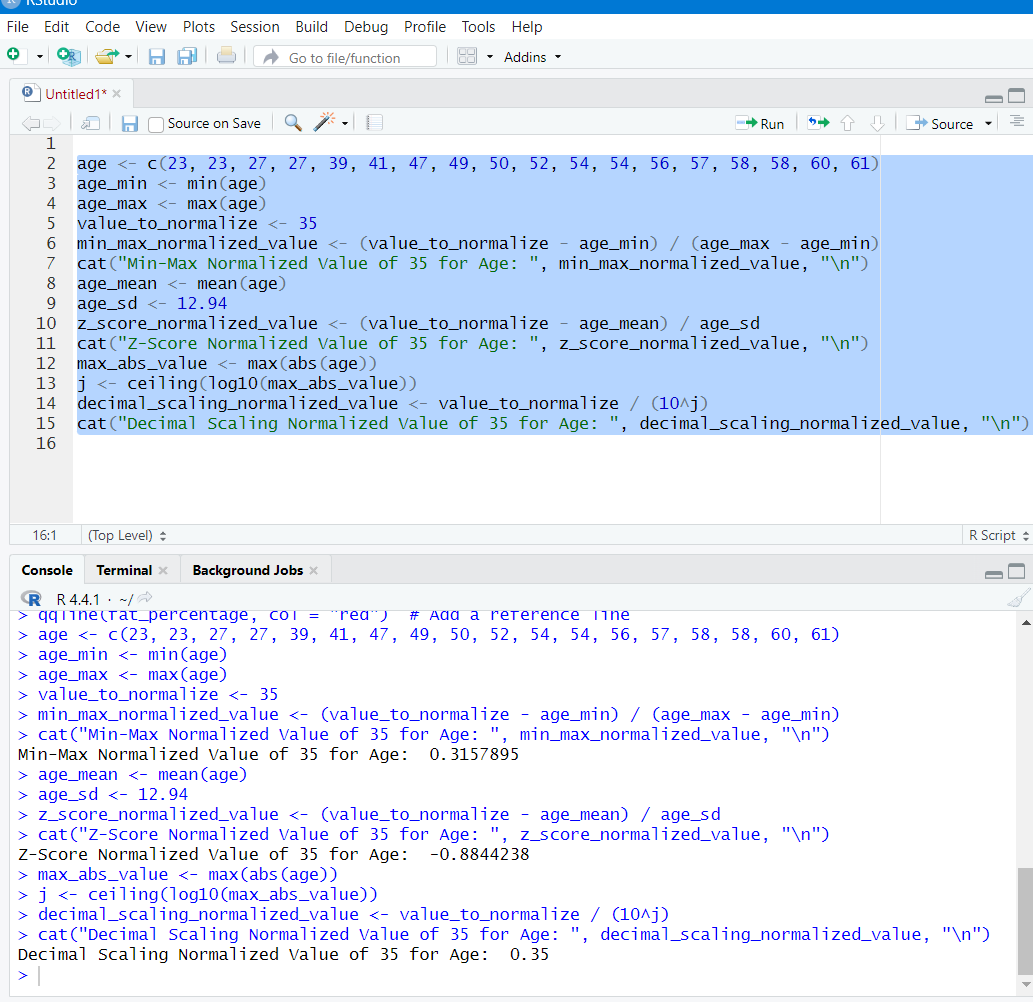 RStudio
File Edit Code View Plots Session Build Debug Profile Tools Help
Go to file/function Addins
Untitled1*
Source on Save Run Source
1
2 age <- c(23, 23, 27, 27, 39, 41, 47, 49, 50, 52, 54, 54, 56, 57, 58, 58, 60, 61)
3 age_min <- min(age)
4 age_max <- max(age)
5 value_to_normalize <- 35
6 min_max_normalized_value <- (value_to_normalize - age_min) / (age_max - age_min)
7 cat("Min-Max Normalized Value of 35 for Age: ", min_max_normalized_value, "\n")
8 age_mean <- mean(age)
9 age_sd <- 12.94
10 z_score_normalized_value <- (value_to_normalize - age_mean) / age_sd
11 cat("Z-Score Normalized Value of 35 for Age: ", z_score_normalized_value, "\n")
12 max_abs_value <- max(abs(age))
13 j <- ceiling(log10(max_abs_value))
14 decimal_scaling_normalized_value <- value_to_normalize / (10^j)
15 cat("Decimal Scaling Normalized Value of 35 for Age: ", decimal_scaling_normalized_value, "\n")
16
16:1 (Top Level) R Script
Console Terminal Background Jobs
R R 4.4.1 · ~/
> qqline(fat_percentage, col = "red")  # Add a reference line
> age <- c(23, 23, 27, 27, 39, 41, 47, 49, 50, 52, 54, 54, 56, 57, 58, 58, 60, 61)
> age_min <- min(age)
> age_max <- max(age)
> value_to_normalize <- 35
> min_max_normalized_value <- (value_to_normalize - age_min) / (age_max - age_min)
> cat("Min-Max Normalized Value of 35 for Age: ", min_max_normalized_value, "\n")
Min-Max Normalized Value of 35 for Age:  0.3157895
> age_mean <- mean(age)
> age_sd <- 12.94
> z_score_normalized_value <- (value_to_normalize - age_mean) / age_sd
> cat("Z-Score Normalized Value of 35 for Age: ", z_score_normalized_value, "\n")
Z-Score Normalized Value of 35 for Age:  -0.8844238
> max_abs_value <- max(abs(age))
> j <- ceiling(log10(max_abs_value))
> decimal_scaling_normalized_value <- value_to_normalize / (10^j)
> cat("Decimal Scaling Normalized Value of 35 for Age: ", decimal_scaling_normalized_value, "\n")
Decimal Scaling Normalized Value of 35 for Age:  0.35
>